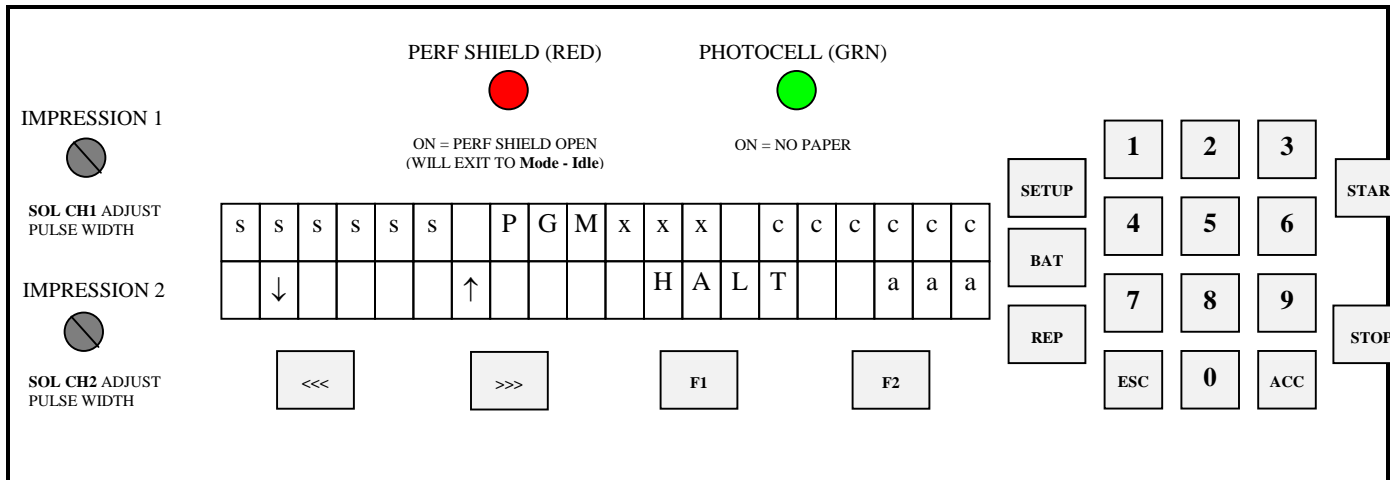 PERF SHIELD (RED)
PHOTOCELL (GRN)
IMPRESSION 1
ON = PERF SHIELD OPEN
(WILL EXIT TO Mode - Idle)
ON = NO PAPER
SOL CH1 ADJUST
PULSE WIDTH
s s s s s s P G M x x x c c c c c c
↓ ↑ H A L T a a a
IMPRESSION 2
SOL CH2 ADJUST
PULSE WIDTH
<<<
>>>
F1
F2
SETUP
BAT
REP
1 2 3
4 5 6
7 8 9
ESC 0 ACC
STAR
STOP